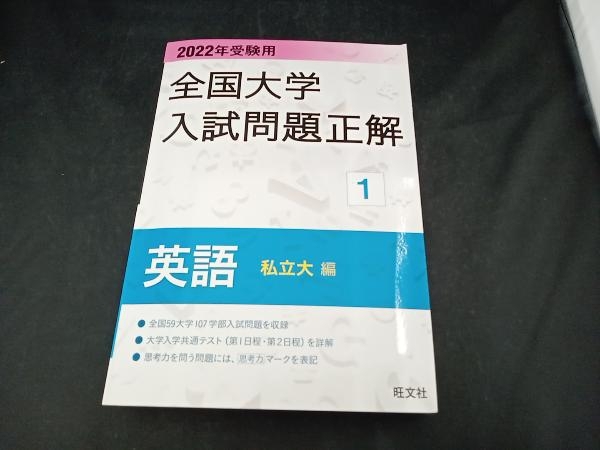 2022年受験用
全国大学
入試問題正解
1
英語 私立大 編
● 全国59大学107学部入試問題を収録
● 大学入学共通テスト(第1日程・第2日程)を詳解
● 思考力を問う問題には、思考力マークを表記
旺文社